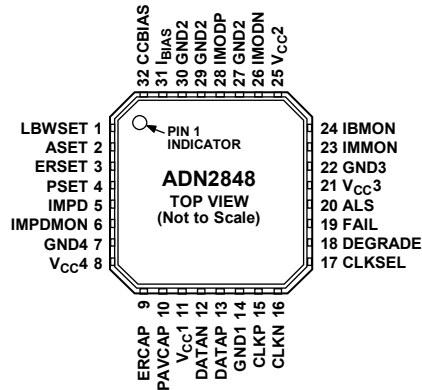 32 CCBIAS
31 IBIAS
30 GND2
29 GND2
28 IMODP
27 GND2
26 IMODN
25 VCC2
LBWSET 1
ASET 2
ERSET 3
PSET 4
IMPD 5
IMPDMON 6
GND4 7
VCC4 8
PIN 1
INDICATOR
ADN2848
TOP VIEW
(Not to Scale)
24 IBMON
23 IMMON
22 GND3
21 VCC3
20 ALS
19 FAIL
18 DEGRADE
17 CLKSEL
ERCAP 9
PAVCAP 10
VCC1 11
DATAN 12
DATAP 13
GND1 14
CLKP 15
CLKN 16